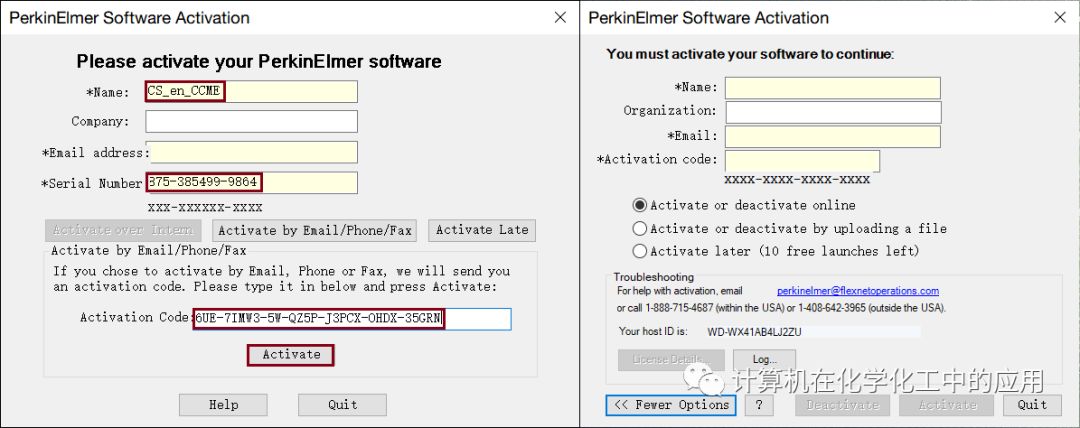 PerkinElmer Software Activation
Please activate your PerkinElmer software
*Name: CS_en_CCME
Company:
*Email address:
*Serial Number 875-385499-9864
xxx-xxxxxx-xxxx
Activate over Intern
Activate by Email/Phone/Fax
Activate Late
Activate by Email/Phone/Fax
If you chose to activate by Email, Phone or Fax, we will send you
an activation code. Please type it in below and press Activate:
Activation Code: 6UE-7IMW3-5W-QZ5P-J3PCX-OHDX-35GRN
Activate
Help
Quit
PerkinElmer Software Activation
You must activate your software to continue:
*Name:
Organization:
*Email:
*Activation code:
xxxx-xxxx-xxxx-xxxx
Activate or deactivate online
Activate or deactivate by uploading a file
Activate later (10 free launches left)
Troubleshooting
For help with activation, email perkinelmer@flexnetoperations.com
or call 1-888-715-4687 (within the USA) or 1-408-642-3965 (outside the USA).
Your host ID is: WD-WX41AB4LJ2ZU
License Details...
Log...
计算机在化学化工中的应用
<< Fewer Options
?
Deactivate
Activate
Quit